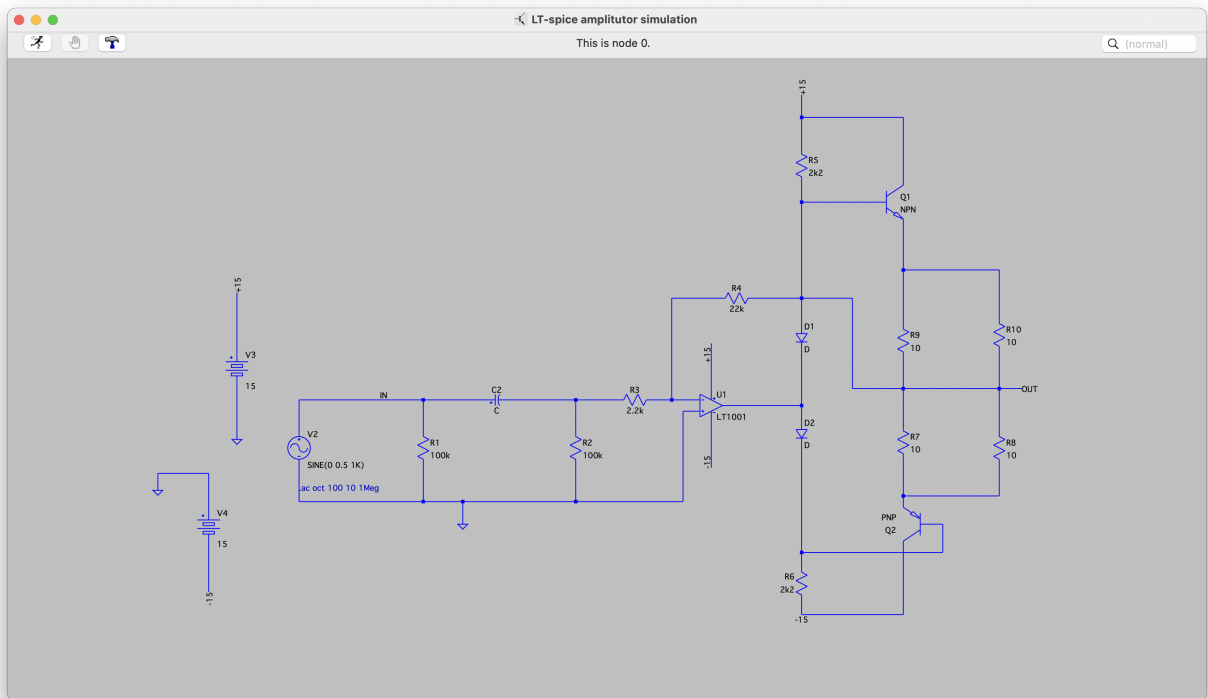 LT-spice amplitutor simulation
This is node 0.
(normal)
+15
R5
2k2
Q1
NPN
+15
R4
22k
D1
D
R9
10
R10
10
V3
15
+15
U1
LT1001
OUT
IN
C2
C
R3
2.2k
D2
D
V2
SINE(0 0.5 1K)
R1
100k
R2
100k
R7
10
R8
10
-15
.ac oct 100 10 1Meg
V4
15
PNP
Q2
-15
R6
2k2
-15